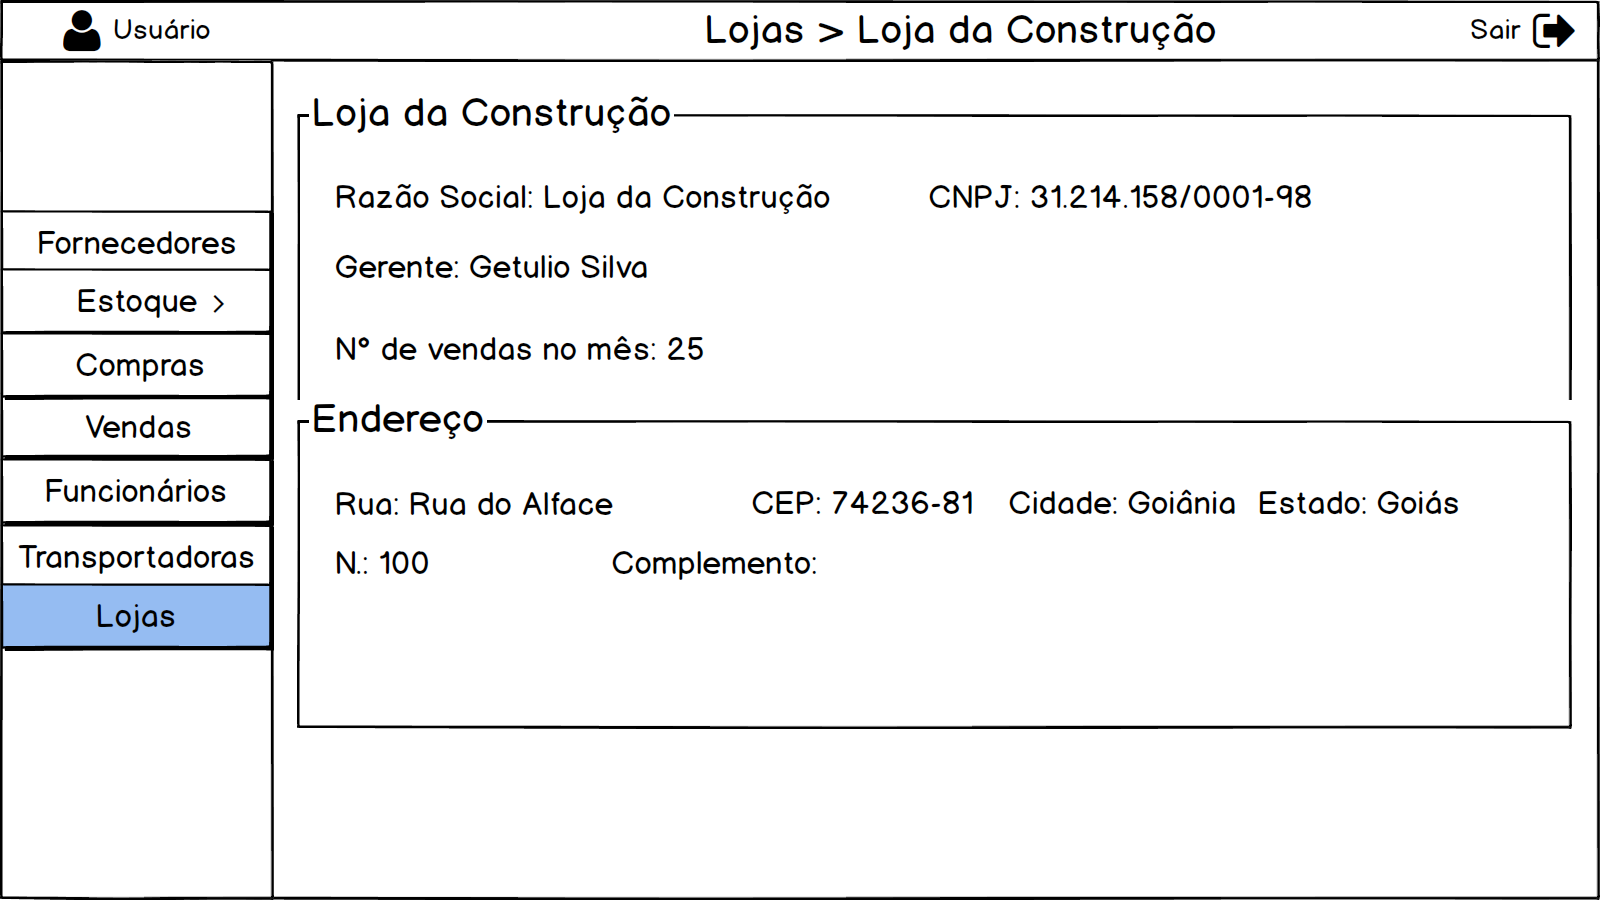 Usuário
Lojas > Loja da Construção
Sair
Loja da Construção
Razão Social: Loja da Construção CNPJ: 31.214.158/0001-98
Gerente: Getulio Silva
Nº de vendas no mês: 25
Fornecedores
Estoque >
Compras
Vendas
Funcionários
Transportadoras
Lojas
Endereço
Rua: Rua do Alface CEP: 74236-81 Cidade: Goiânia Estado: Goiás
N.: 100 Complemento: